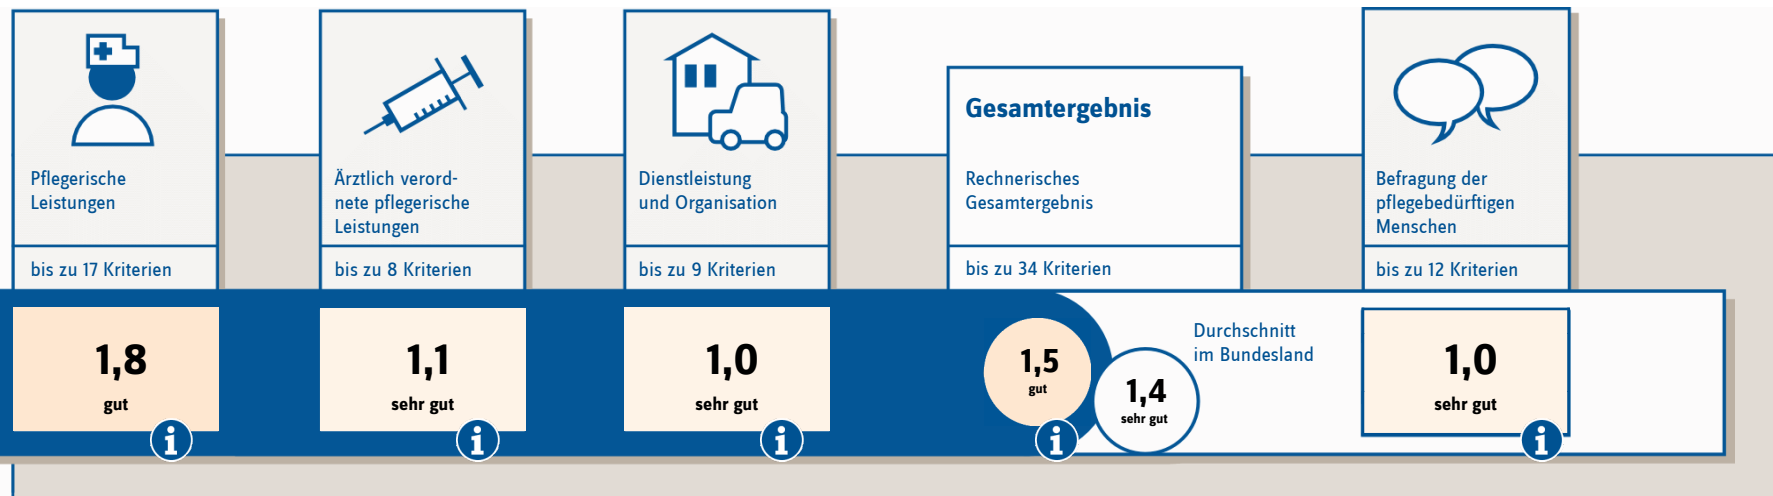 Pflegerische
Leistungen
bis zu 17 Kriterien
1,8
gut
i
Ärztlich verord-
nete pflegerische
Leistungen
bis zu 8 Kriterien
1,1
sehr gut
i
Dienstleistung
und Organisation
bis zu 9 Kriterien
1,0
sehr gut
i
Gesamtergebnis
Rechnerisches
Gesamtergebnis
bis zu 34 Kriterien
1,5
gut
i
1,4
sehr gut
Durchschnitt
im Bundesland
Befragung der
pflegebedürftigen
Menschen
bis zu 12 Kriterien
1,0
sehr gut
i